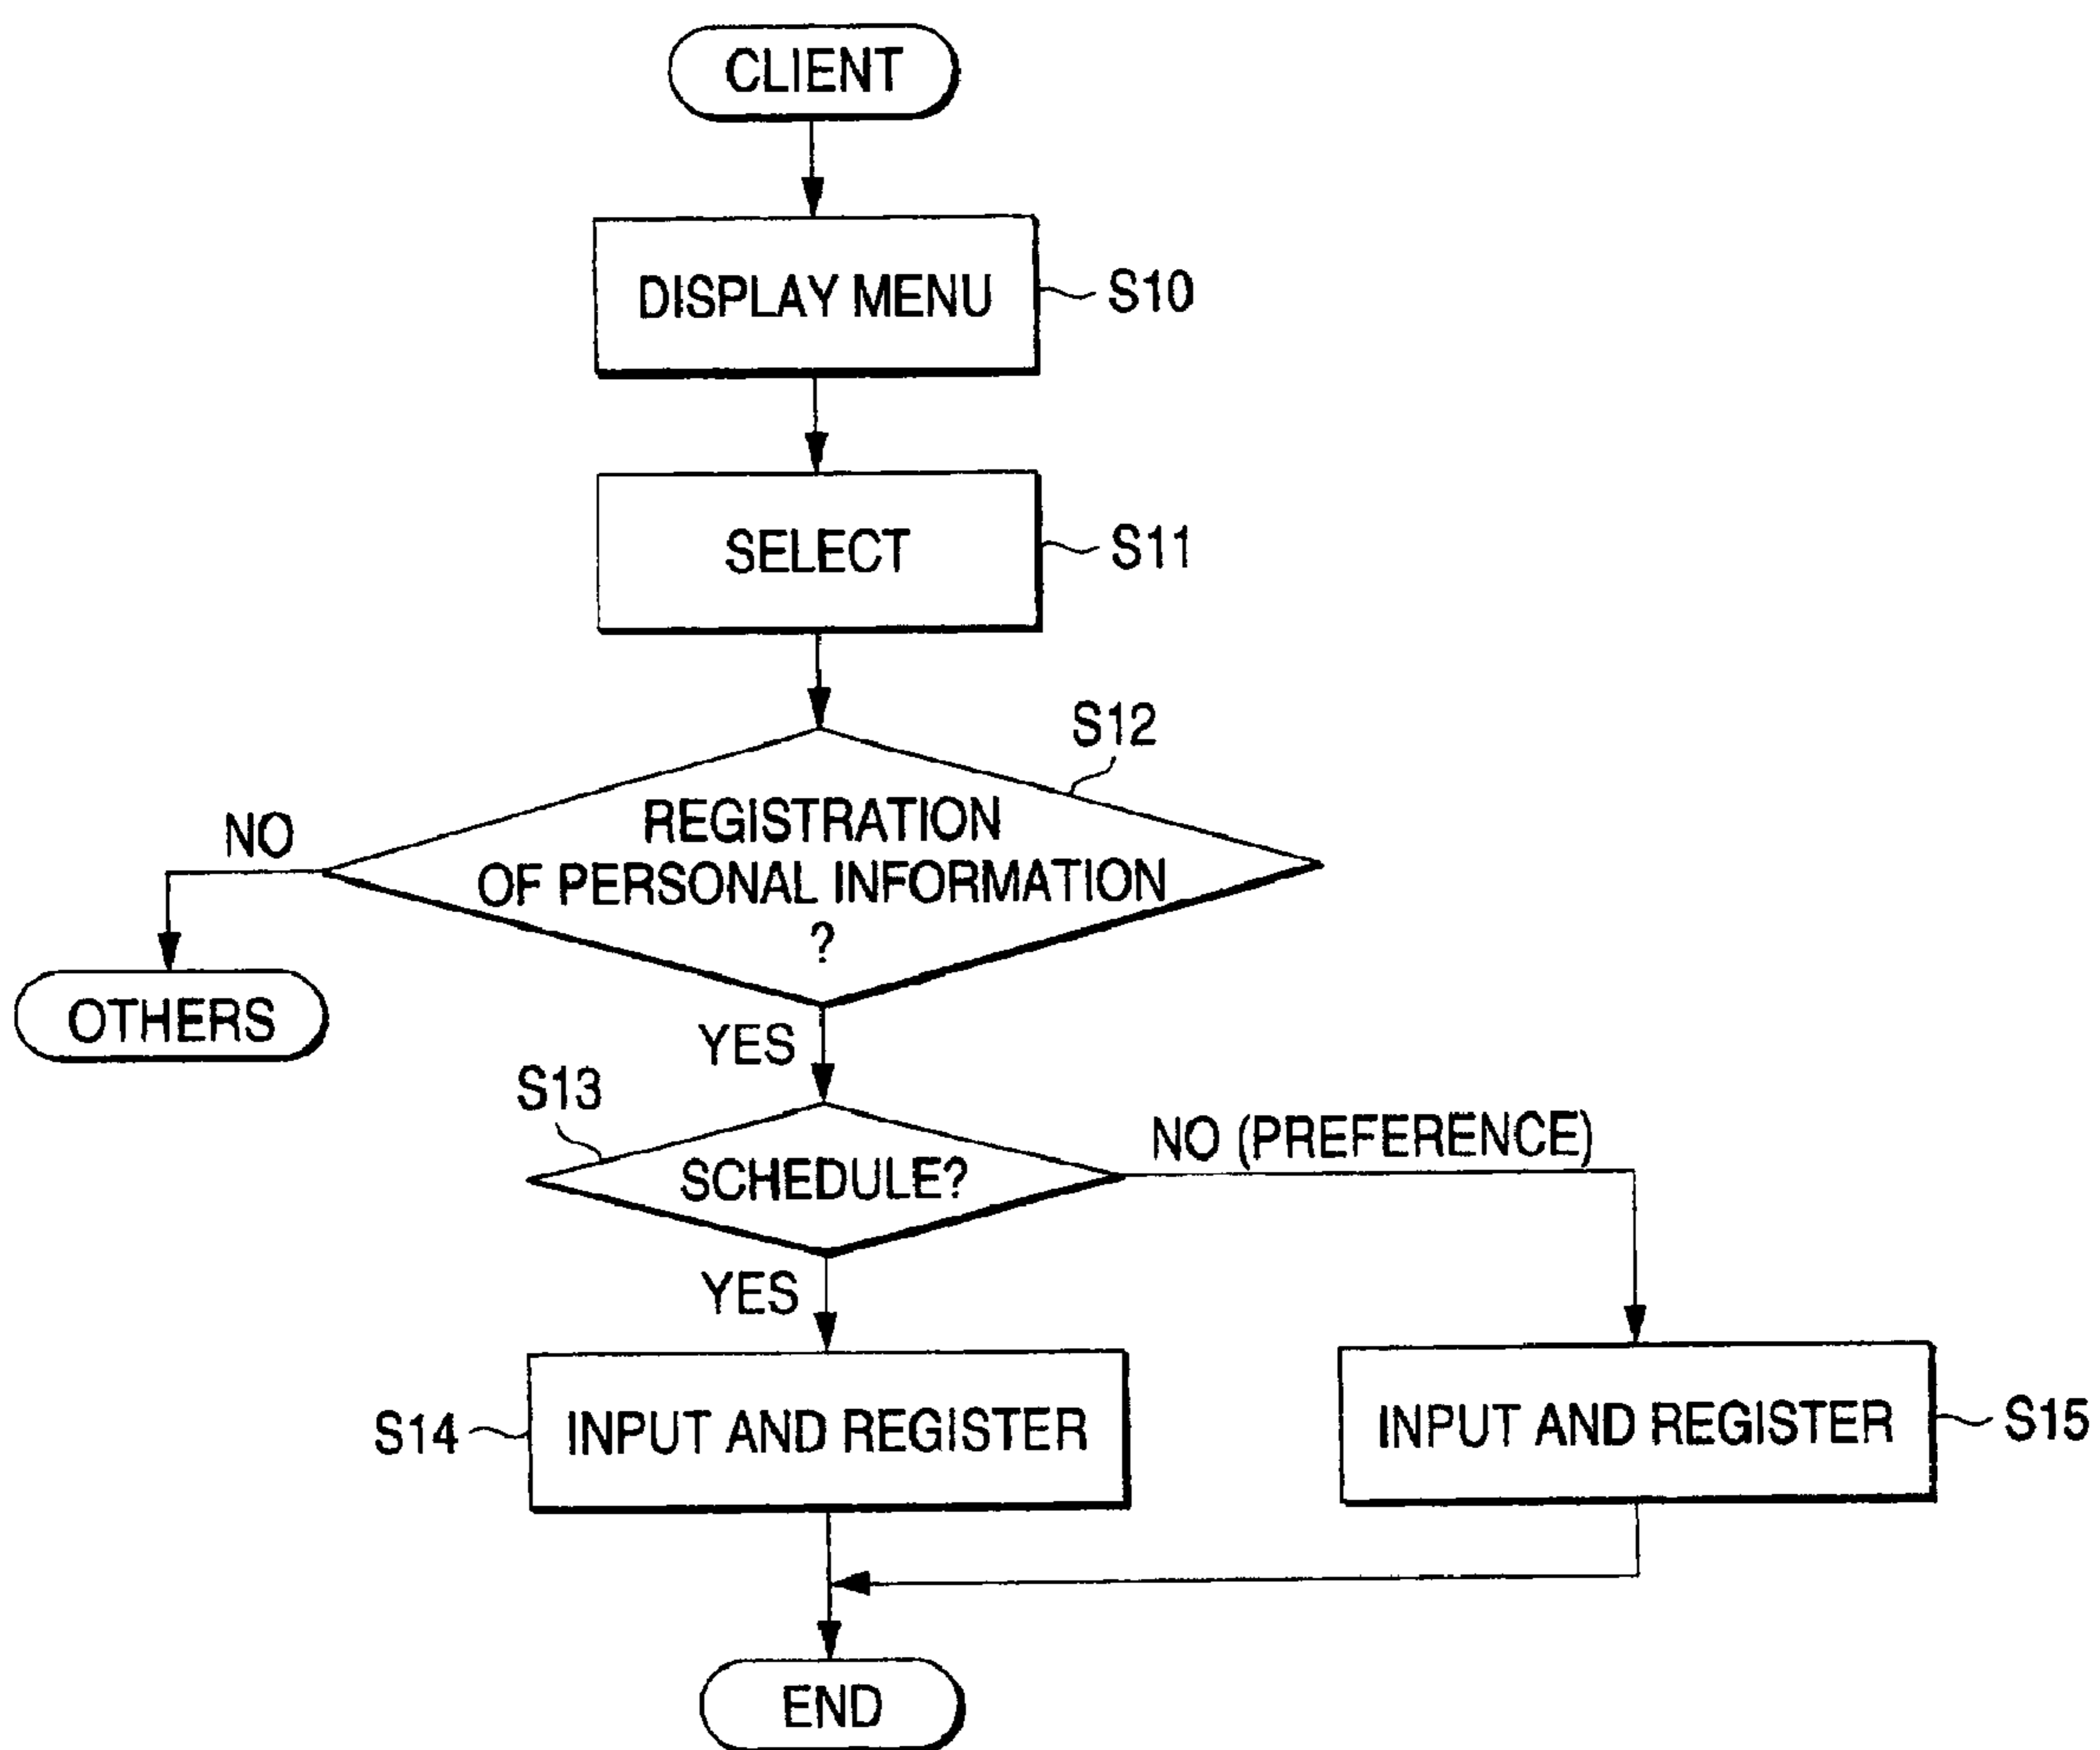 CLIENT
DISPLAY MENU
S10
SELECT
S11
S12
REGISTRATION
OF PERSONAL INFORMATION
?
NO
OTHERS
YES
S13
SCHEDULE?
NO (PREFERENCE)
YES
S14
INPUT AND REGISTER
INPUT AND REGISTER
S15
END